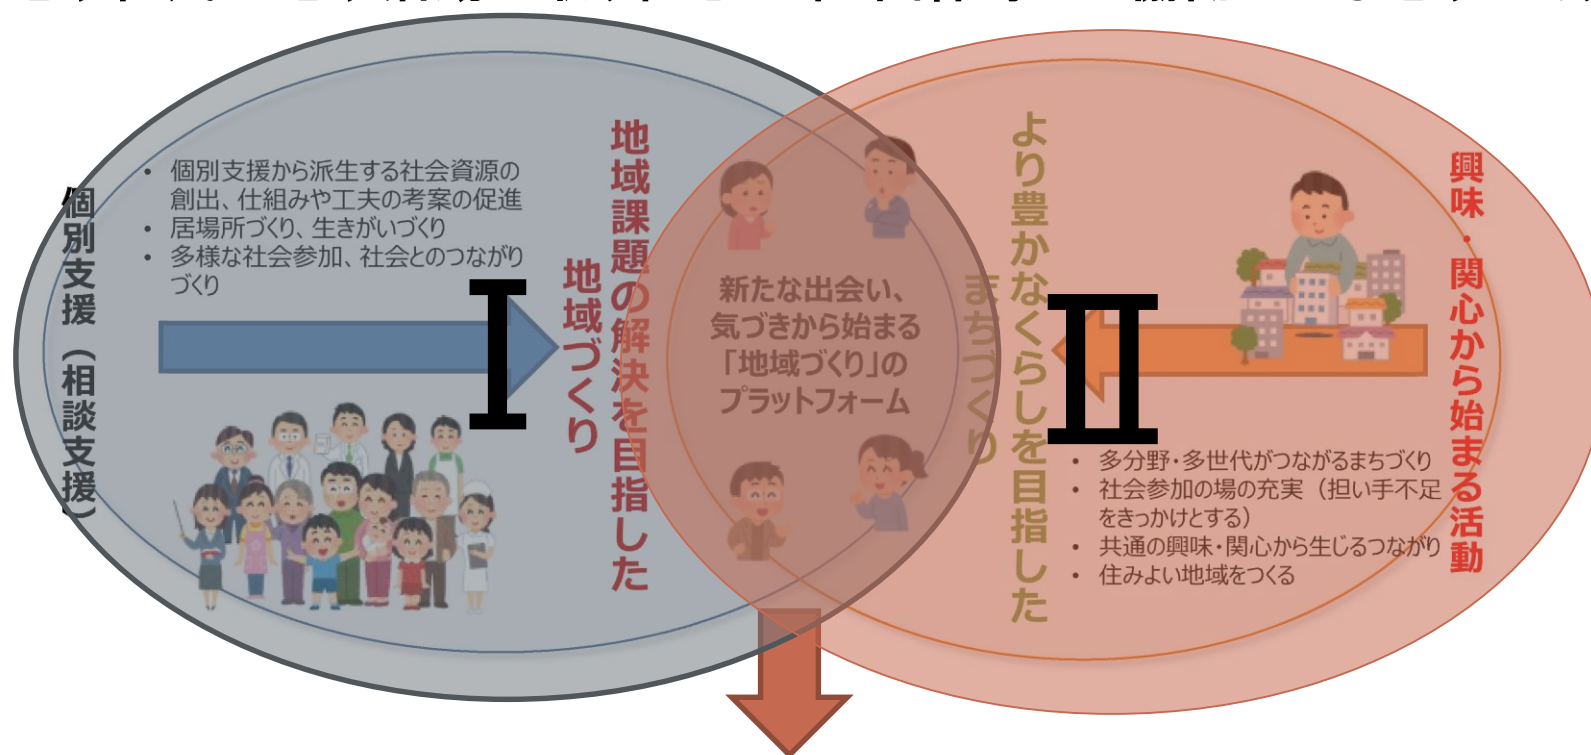 個別支援(相談支援)
• 個別支援から派生する社会資源の
創出、仕組みや工夫の考案の促進
• 居場所づくり、生きがいづくり
• 多様な社会参加、社会とのつながり
づくり
I
地域課題の解決を目指した
地域づくり
新たな出会い、
気づきから始まる
「地域づくり」の
プラットフォーム
より豊かなくらしを目指した
まちづくり
II
興味・関心から始まる活動
• 多分野・多世代がつながるまちづくり
• 社会参加の場の充実(担い手不足
をきっかけとする)
• 共通の興味・関心から生じるつながり
• 住みよい地域をつくる